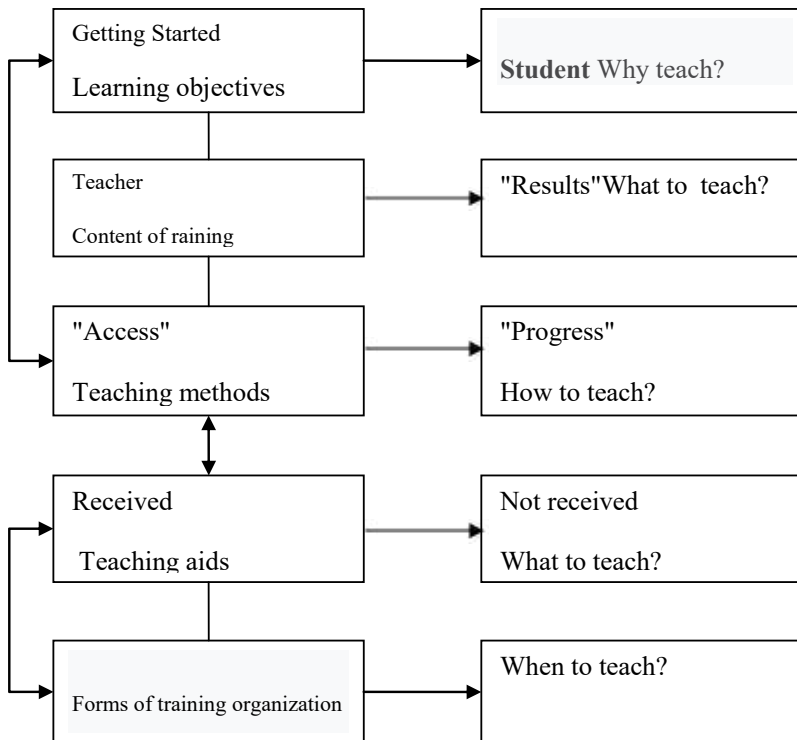 Getting Started
Learning objectives
Student Why teach?
Teacher
Content of raining
"Results"What to teach?
"Access"
Teaching methods
"Progress"
How to teach?
Received
Teaching aids
Not received
What to teach?
Forms of training organization
When to teach?